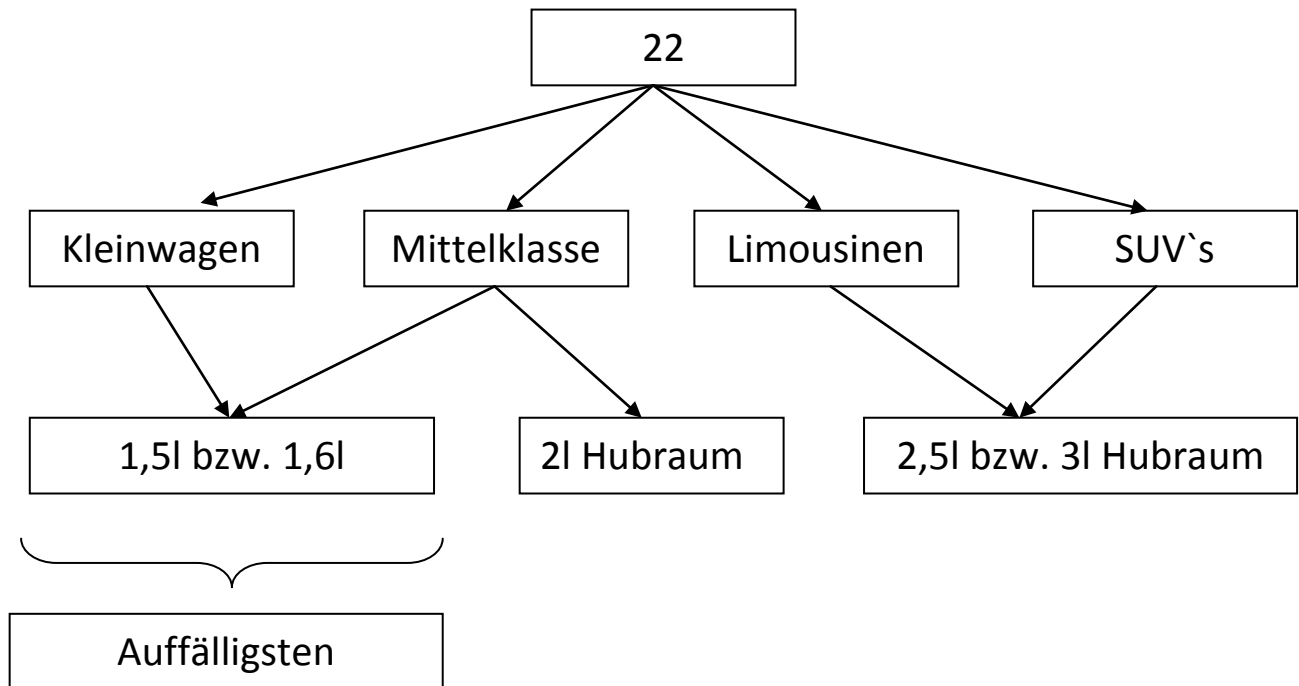 22
Kleinwagen
Mittelklasse
Limousinen
SUV`s
1,5l bzw. 1,6l
2l Hubraum
2,5l bzw. 3l Hubraum
Auffälligsten